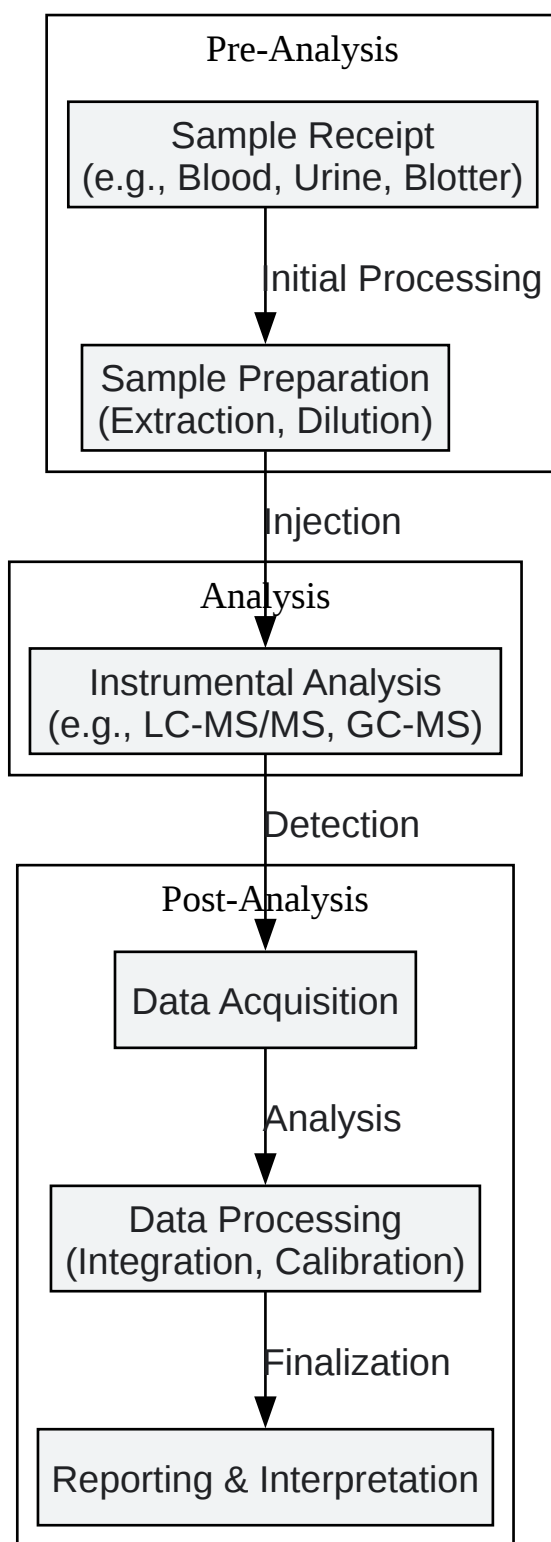 Pre-Analysis
Sample Receipt
(e.g., Blood, Urine, Blotter)
Initial Processing
Sample Preparation
(Extraction, Dilution)
Injection
Analysis
Instrumental Analysis
(e.g., LC-MS/MS, GC-MS)
Detection
Post-Analysis
Data Acquisition
Analysis
Data Processing
(Integration, Calibration)
Finalization
Reporting & Interpretation